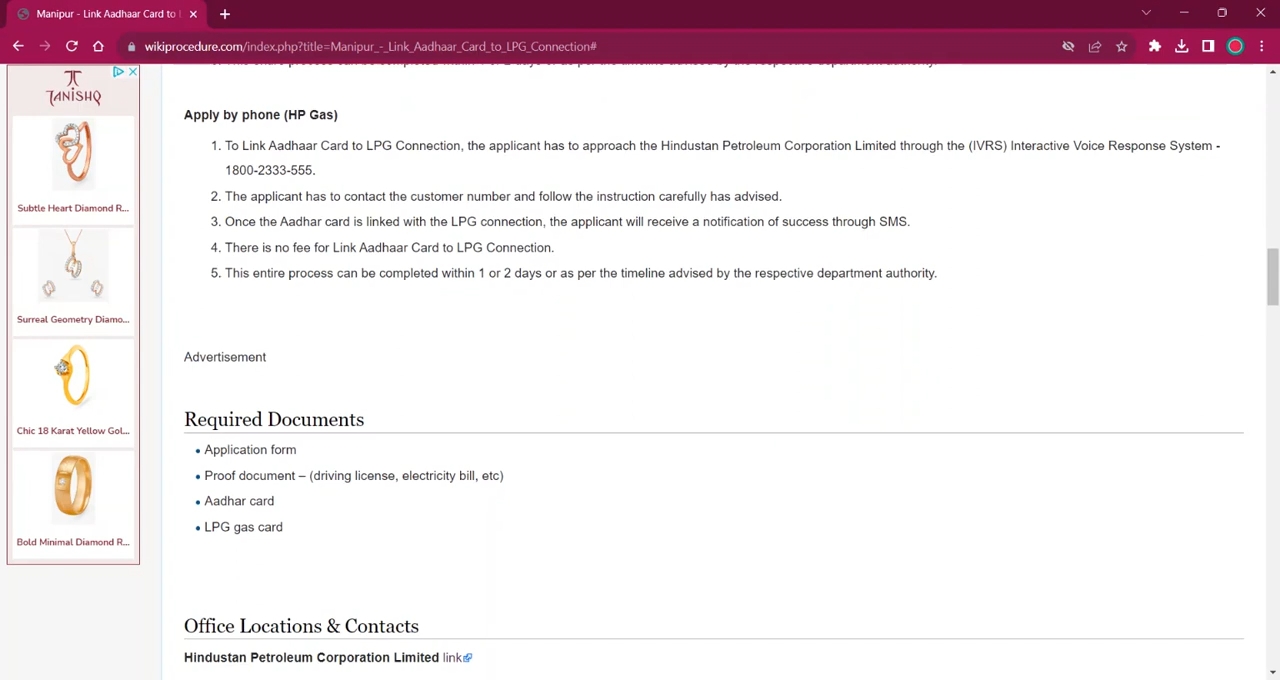 Manipur - Link Aadhaar Card to L
wikiprocedure.com/index.php?title=Manipur_-_Link_Aadhaar_Card_to_LPG_Connection#
TANISHQ
Subtle Heart Diamond R...
Surreal Geometry Diamo...
Chic 18 Karat Yellow Gol...
Bold Minimal Diamond R...
Apply by phone (HP Gas)
1. To Link Aadhaar Card to LPG Connection, the applicant has to approach the Hindustan Petroleum Corporation Limited through the (IVRS) Interactive Voice Response System -
1800-2333-555.
2. The applicant has to contact the customer number and follow the instruction carefully has advised.
3. Once the Aadhar card is linked with the LPG connection, the applicant will receive a notification of success through SMS.
4. There is no fee for Link Aadhaar Card to LPG Connection.
5. This entire process can be completed within 1 or 2 days or as per the timeline advised by the respective department authority.
Advertisement
Required Documents
• Application form
• Proof document – (driving license, electricity bill, etc)
• Aadhar card
• LPG gas card
Office Locations & Contacts
Hindustan Petroleum Corporation Limited link